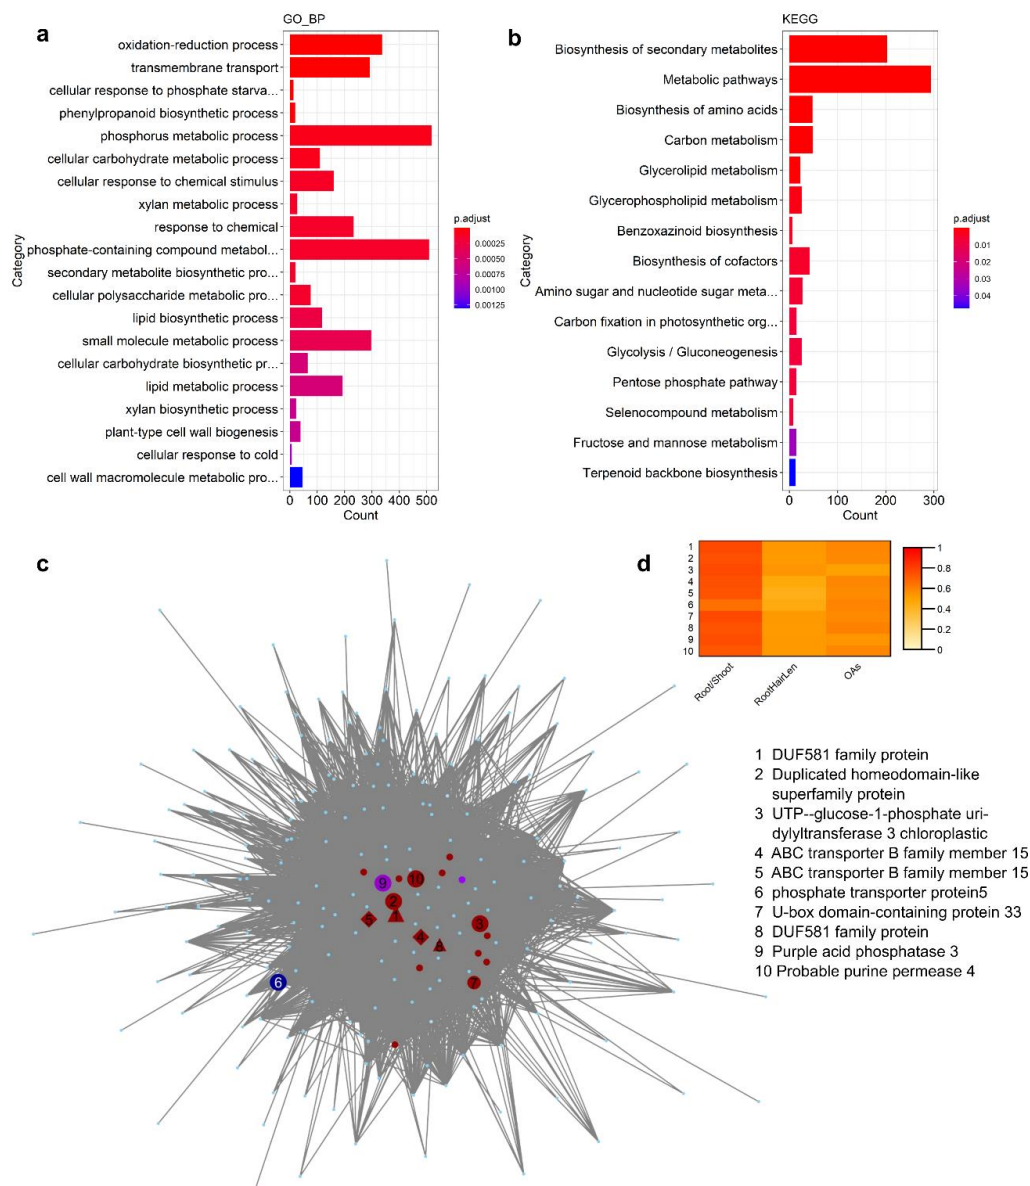 a
GO_BP
oxidation-reduction process
transmembrane transport
cellular response to phosphate starva...
phenylpropanoid biosynthetic process
phosphorus metabolic process
cellular carbohydrate metabolic process
cellular response to chemical stimulus
xylan metabolic process
response to chemical
phosphate-containing compound metabol...
secondary metabolite biosynthetic pro...
cellular polysaccharide metabolic pro...
lipid biosynthetic process
small molecule metabolic process
cellular carbohydrate biosynthetic pr...
lipid metabolic process
xylan biosynthetic process
plant-type cell wall biogenesis
cellular response to cold
cell wall macromolecule metabolic pro...
Category
0 100 200 300 400 500
Count
p.adjust
0.00025
0.00050
0.00075
0.00100
0.00125
b
KEGG
Biosynthesis of secondary metabolites
Metabolic pathways
Biosynthesis of amino acids
Carbon metabolism
Glycerolipid metabolism
Glycerophospholipid metabolism
Benzoxazinoid biosynthesis
Biosynthesis of cofactors
Amino sugar and nucleotide sugar meta...
Carbon fixation in photosynthetic org...
Glycolysis / Gluconeogenesis
Pentose phosphate pathway
Selenocompound metabolism
Fructose and mannose metabolism
Terpenoid backbone biosynthesis
Category
0 100 200 300
Count
p.adjust
0.01
0.02
0.03
0.04
c
9
10
2
5
1
3
4
8
6
7
d
1
2
3
4
5
6
7
8
9
10
Root/Shoot
RootHairLen
OAs
1
0.8
0.6
0.4
0.2
0
1 DUF581 family protein
2 Duplicated homeodomain-like
superfamily protein
3 UTP--glucose-1-phosphate uri-
dylyltransferase 3 chloroplastic
4 ABC transporter B family member 15
5 ABC transporter B family member 15
6 phosphate transporter protein5
7 U-box domain-containing protein 33
8 DUF581 family protein
9 Purple acid phosphatase 3
10 Probable purine permease 4